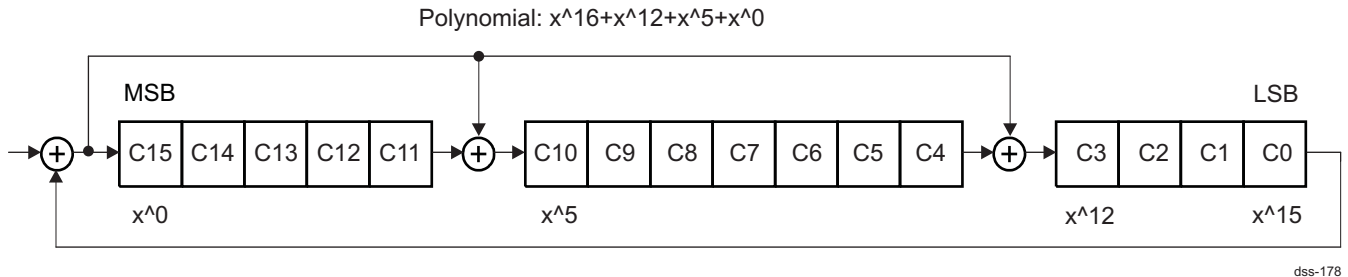 Polynomial: x^16+x^12+x^5+x^0
MSB LSB
+ C15 C14 C13 C12 C11 + C10 C9 C8 C7 C6 C5 C4 + C3 C2 C1 C0
x^0 x^5 x^12 x^15
dss-178